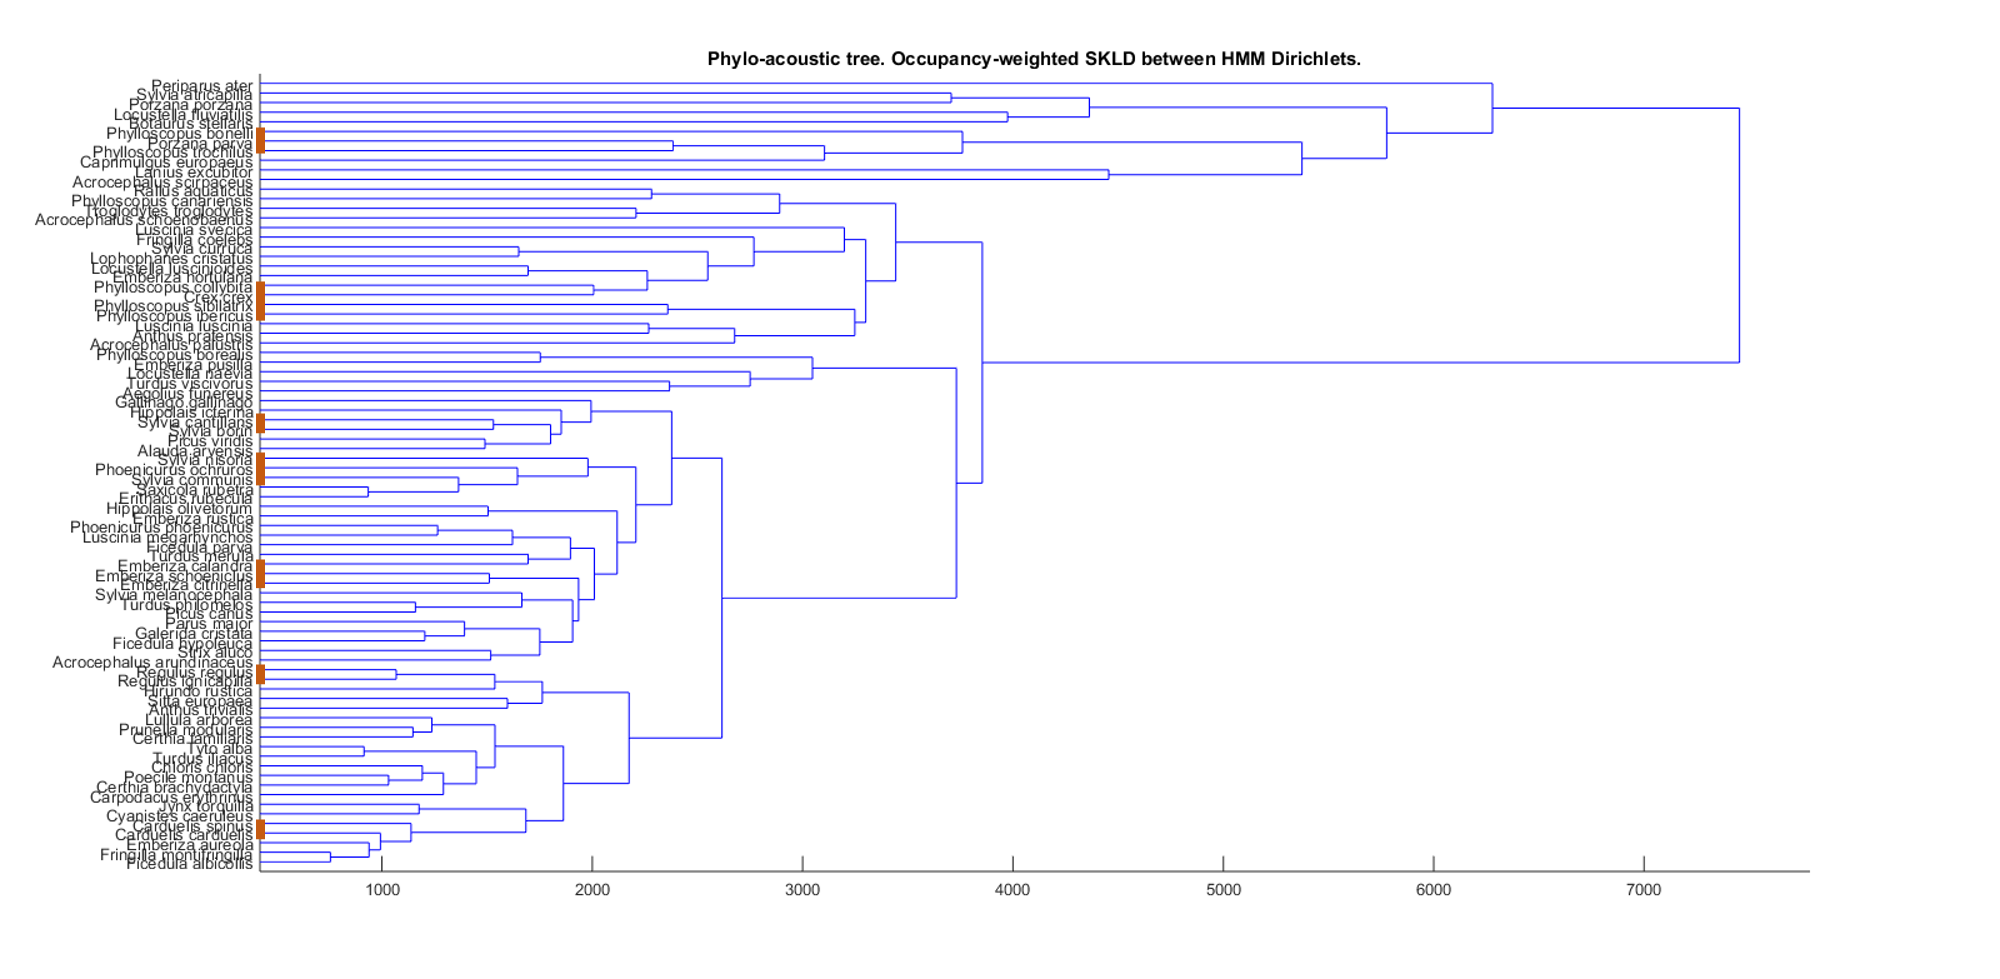 Phylo-acoustic tree. Occupancy-weighted SKLD between HMM Dirichlets.
Periparus ater
Sylvia atricapilla
Porzana porzana
Locustella fluviatilis
Botaurus stellaris
Phylloscopus bonelli
Porzana parva
Phylloscopus trochilus
Caprimulgus europaeus
Lanius excubitor
Acrocephalus scirpaceus
Rallus aquaticus
Phylloscopus canariensis
Troglodytes troglodytes
Acrocephalus schoenobaenus
Luscinia svecica
Fringilla coelebs
Sylvia curruca
Lophophanes cristatus
Locustella luscinioides
Emberiza hortulana
Phylloscopus collybita
Crex crex
Phylloscopus sibilatrix
Phylloscopus ibericus
Luscinia luscinia
Anthus pratensis
Acrocephalus palustris
Phylloscopus borealis
Emberiza pusilla
Locustella naevia
Turdus viscivorus
Aegolius funereus
Gallinago gallinago
Hippolais icterina
Sylvia cantillans
Sylvia borin
Picus viridis
Alauda arvensis
Sylvia nisoria
Phoenicurus ochruros
Sylvia communis
Saxicola rubetra
Erithacus rubecula
Hippolais olivetorum
Emberiza rustica
Phoenicurus phoenicurus
Luscinia megarhynchos
Ficedula parva
Turdus merula
Emberiza calandra
Emberiza schoeniclus
Emberiza citrinella
Sylvia melanocephala
Turdus philomelos
Picus canus
Parus major
Galerida cristata
Ficedula hypoleuca
Strix aluco
Acrocephalus arundinaceus
Regulus regulus
Regulus ignicapilla
Hirundo rustica
Sitta europaea
Anthus trivialis
Lullula arborea
Prunella modularis
Certhia familiaris
Tyto alba
Turdus iliacus
Chloris chloris
Poecile montanus
Certhia brachydactyla
Carpodacus erythrinus
Jynx torquilla
Cyanistes caeruleus
Carduelis spinus
Carduelis carduelis
Emberiza aureola
Fringilla montifringilla
Ficedula albicollis
1000 2000 3000 4000 5000 6000 7000